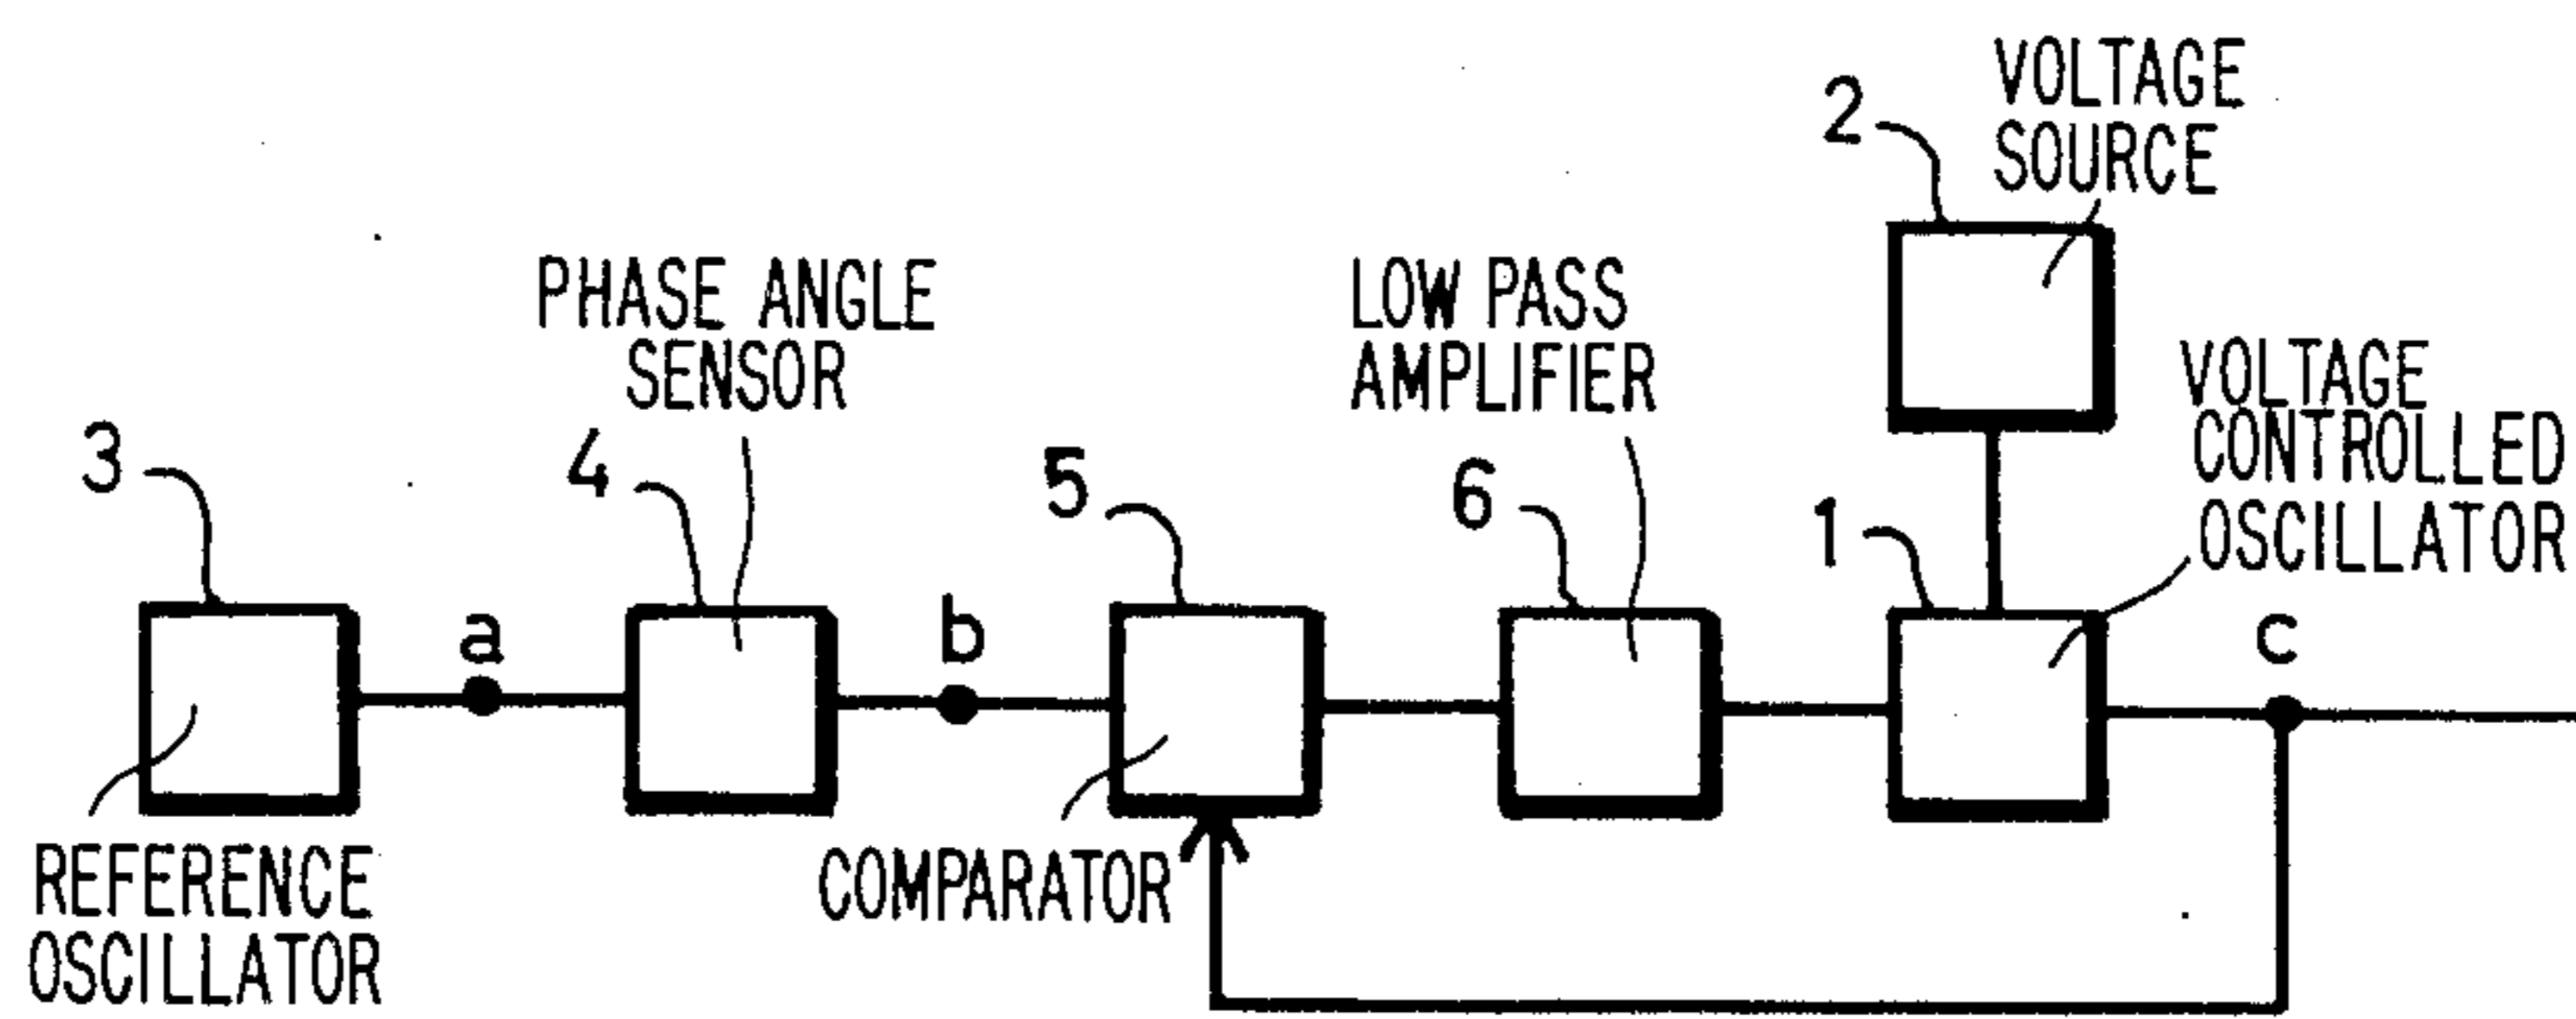 2
VOLTAGE
SOURCE
PHASE ANGLE
SENSOR
LOW PASS
AMPLIFIER
VOLTAGE
CONTROLLED
OSCILLATOR
3
4
5
6
1
a
b
c
REFERENCE
OSCILLATOR
COMPARATOR